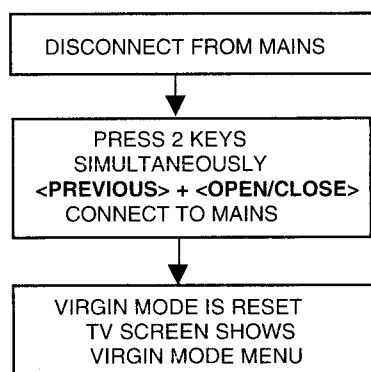 DISCONNECT FROM MAINS
PRESS 2 KEYS
SIMULTANEOUSLY
<PREVIOUS> + <OPEN/CLOSE>
CONNECT TO MAINS
VIRGIN MODE IS RESET
TV SCREEN SHOWS
VIRGIN MODE MENU